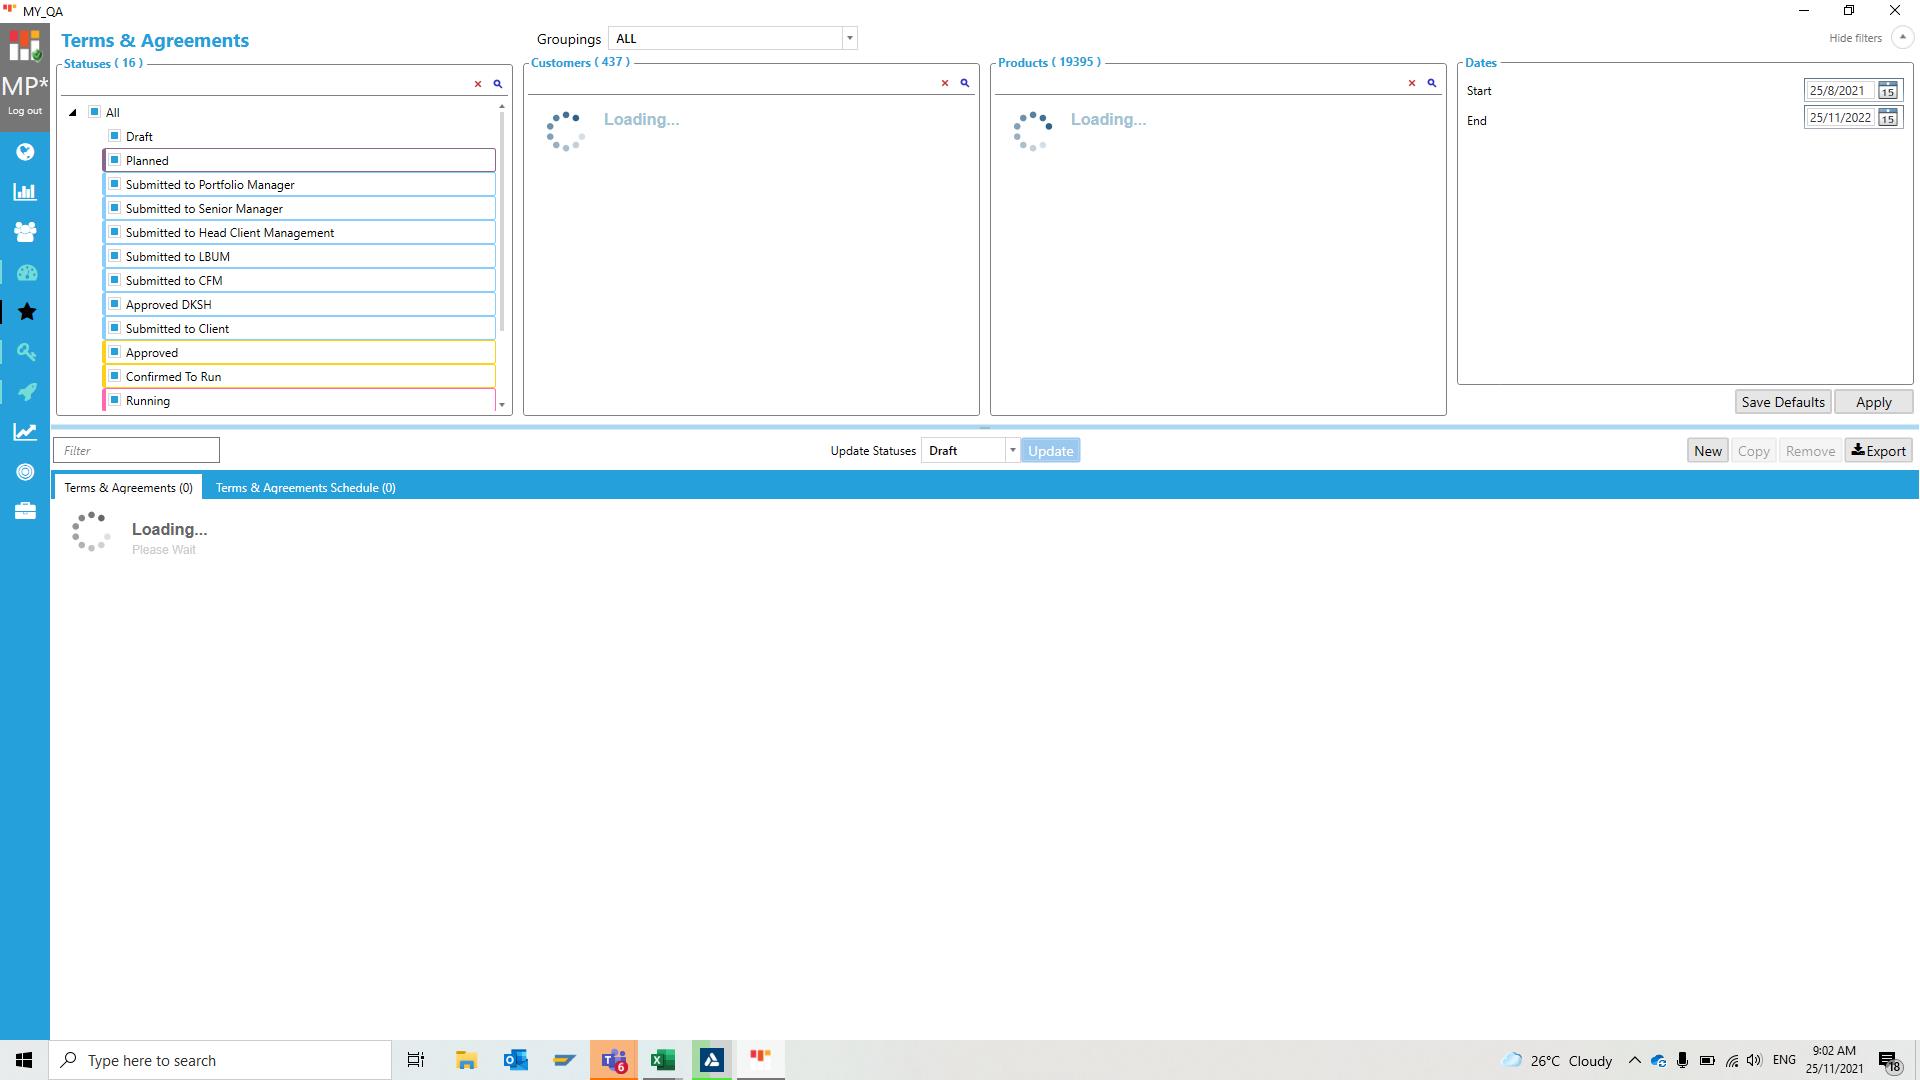 MY_QA
Terms & Agreements
Groupings ALL
Hide filters
MP*
Log out
Statuses ( 16 )
All
Draft
Planned
Submitted to Portfolio Manager
Submitted to Senior Manager
Submitted to Head Client Management
Submitted to LBUM
Submitted to CFM
Approved DKSH
Submitted to Client
Approved
Confirmed To Run
Running
Customers ( 437 )
Loading...
Products ( 19395 )
Loading...
Dates
Start 25/8/2021 15
End 25/11/2022 15
Save Defaults Apply
Filter
Update Statuses Draft Update
New Copy Remove Export
Terms & Agreements (0) Terms & Agreements Schedule (0)
Loading...
Please Wait
Type here to search
6
26°C Cloudy
ENG
9:02 AM
25/11/2021
18